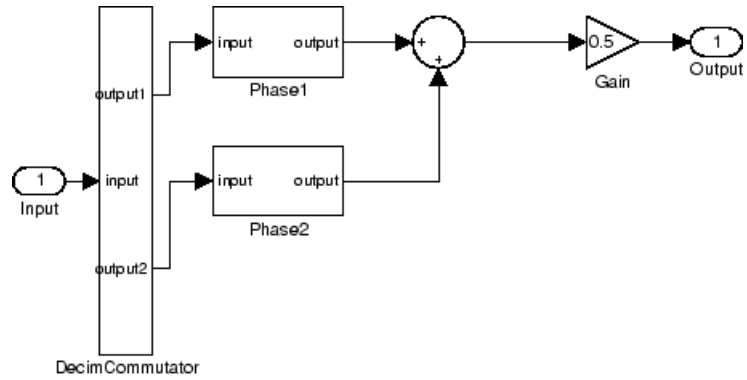 output1
input
output2
DecimCommutator
1
Input
input output
Phase1
input output
Phase2
+
+
0.5
Gain
1
Output